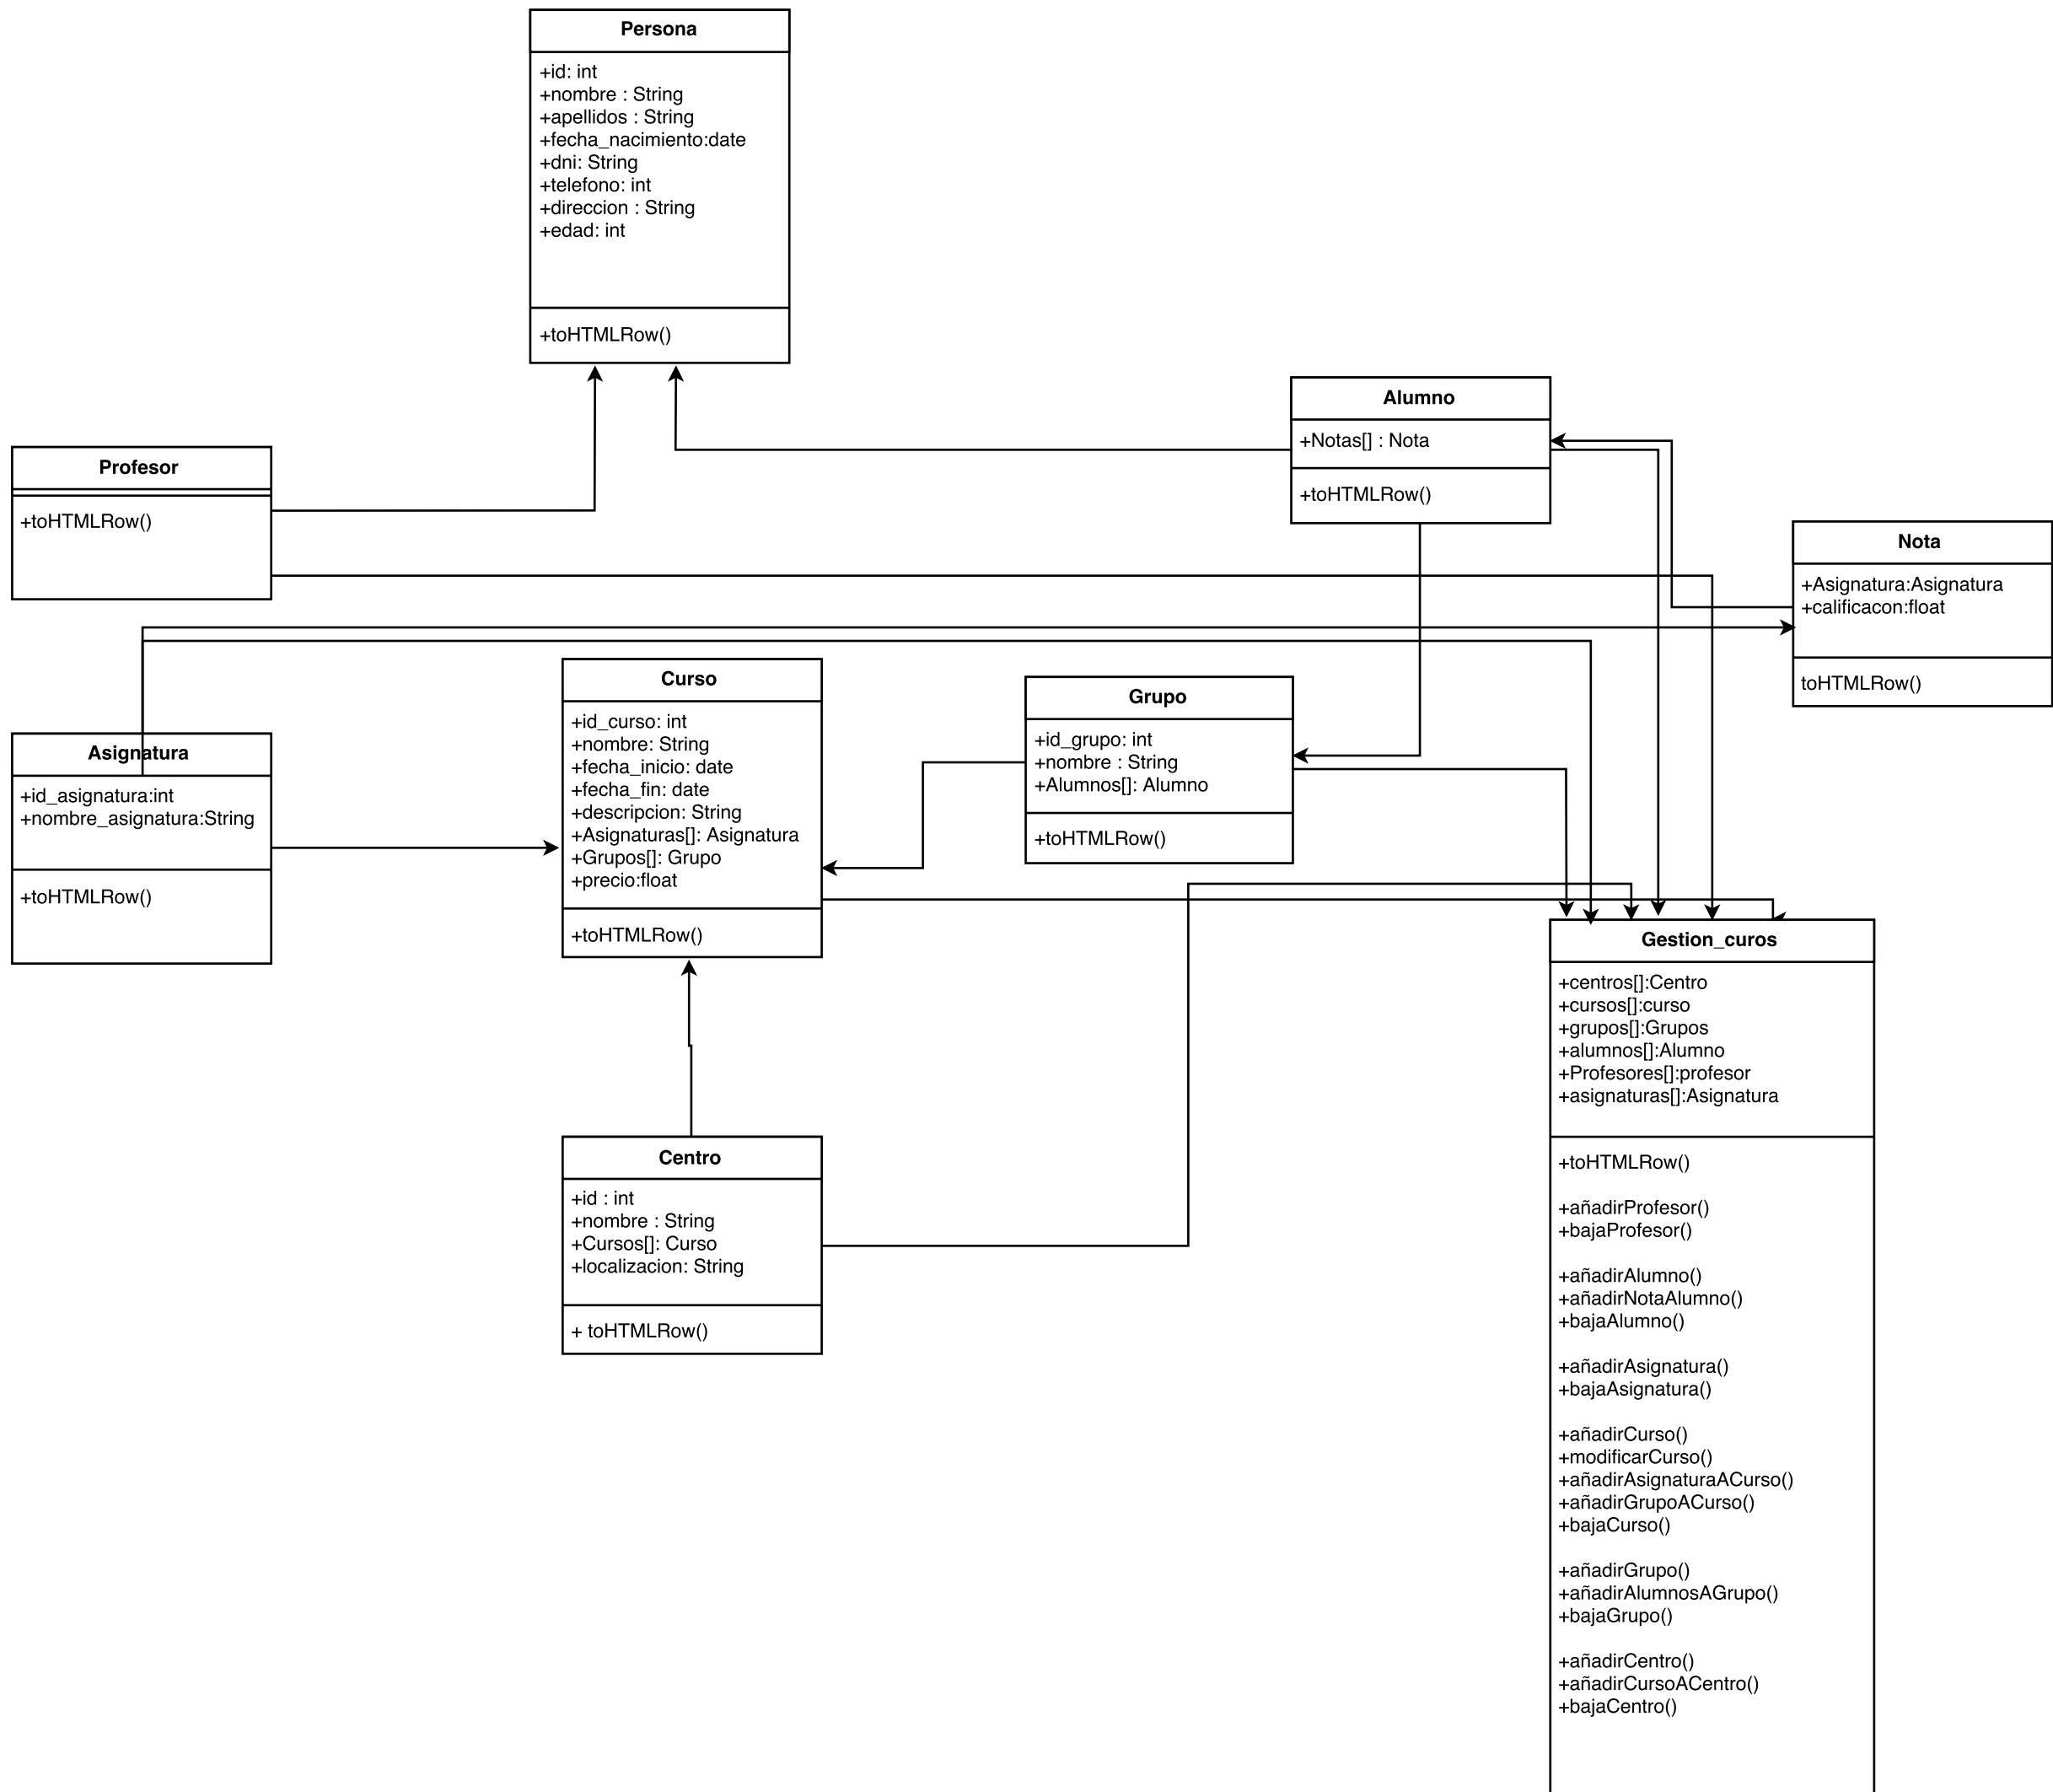 Persona
+id: int
+nombre : String
+apellidos : String
+fecha_nacimiento:date
+dni: String
+telefono: int
+direccion : String
+edad: int
+toHTMLRow()
Alumno
+Notas[] : Nota
+toHTMLRow()
Profesor
+toHTMLRow()
Nota
+Asignatura:Asignatura
+calificacon:float
toHTMLRow()
Asignatura
+id_asignatura:int
+nombre_asignatura:String
+toHTMLRow()
Curso
+id_curso: int
+nombre: String
+fecha_inicio: date
+fecha_fin: date
+descripcion: String
+Asignaturas[]: Asignatura
+Grupos[]: Grupo
+precio:float
+toHTMLRow()
Grupo
+id_grupo: int
+nombre : String
+Alumnos[]: Alumno
+toHTMLRow()
Centro
+id : int
+nombre : String
+Cursos[]: Curso
+localizacion: String
+ toHTMLRow()
Gestion_curos
+centros[]:Centro
+cursos[]:curso
+grupos[]:Grupos
+alumnos[]:Alumno
+Profesores[]:profesor
+asignaturas[]:Asignatura
+toHTMLRow()
+añadirProfesor()
+bajaProfesor()
+añadirAlumno()
+añadirNotaAlumno()
+bajaAlumno()
+añadirAsignatura()
+bajaAsignatura()
+añadirCurso()
+modificarCurso()
+añadirAsignaturaACurso()
+añadirGrupoACurso()
+bajaCurso()
+añadirGrupo()
+añadirAlumnosAGrupo()
+bajaGrupo()
+añadirCentro()
+añadirCursoACentro()
+bajaCentro()